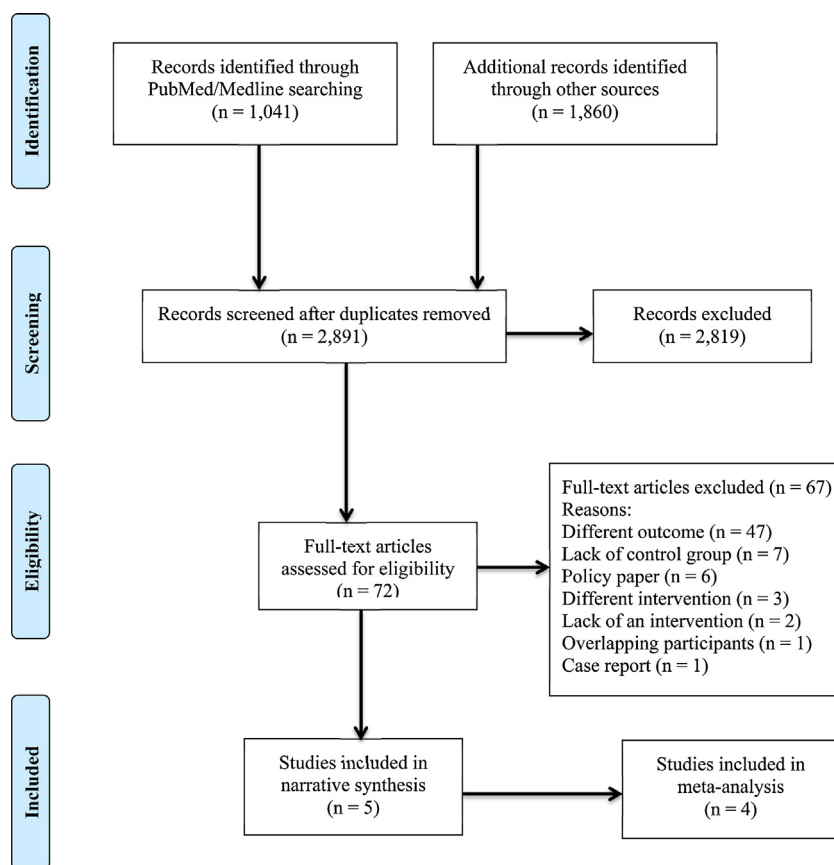 Identification
Records identified through
PubMed/Medline searching
(n = 1,041)
Additional records identified
through other sources
(n = 1,860)
Screening
Records screened after duplicates removed
(n = 2,891)
Records excluded
(n = 2,819)
Eligibility
Full-text articles
assessed for eligibility
(n = 72)
Full-text articles excluded (n = 67)
Reasons:
Different outcome (n = 47)
Lack of control group (n = 7)
Policy paper (n = 6)
Different intervention (n = 3)
Lack of an intervention (n = 2)
Overlapping participants (n = 1)
Case report (n = 1)
Included
Studies included in
narrative synthesis
(n = 5)
Studies included in
meta-analysis
(n = 4)